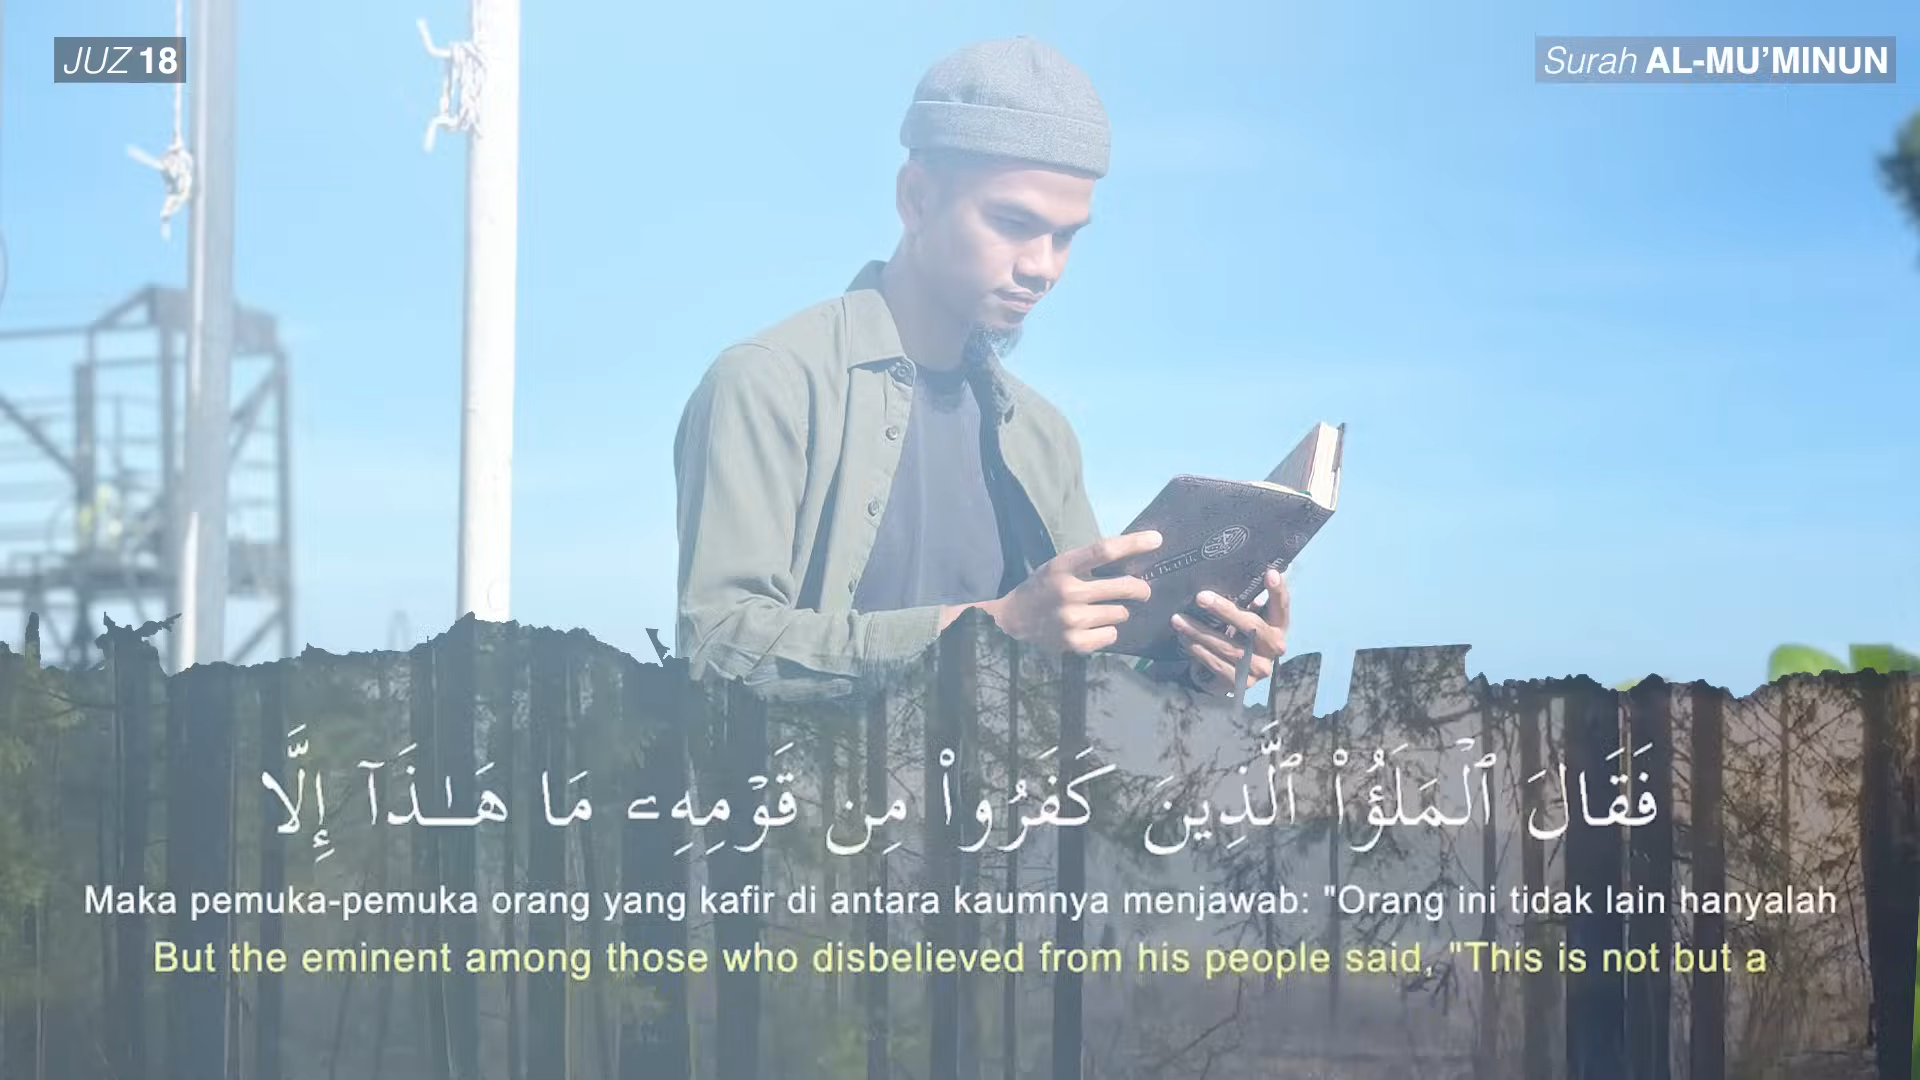 JUZ 18
Surah AL-MU’MINUN
فَقَالَ ٱلْمَلَؤُا۟ ٱلَّذِينَ كَفَرُوا۟ مِن قَوْمِهِۦ مَا هَـٰذَآ إِلَّا
Maka pemuka-pemuka orang yang kafir di antara kaumnya menjawab: "Orang ini tidak lain hanyalah
But the eminent among those who disbelieved from his people said, "This is not but a